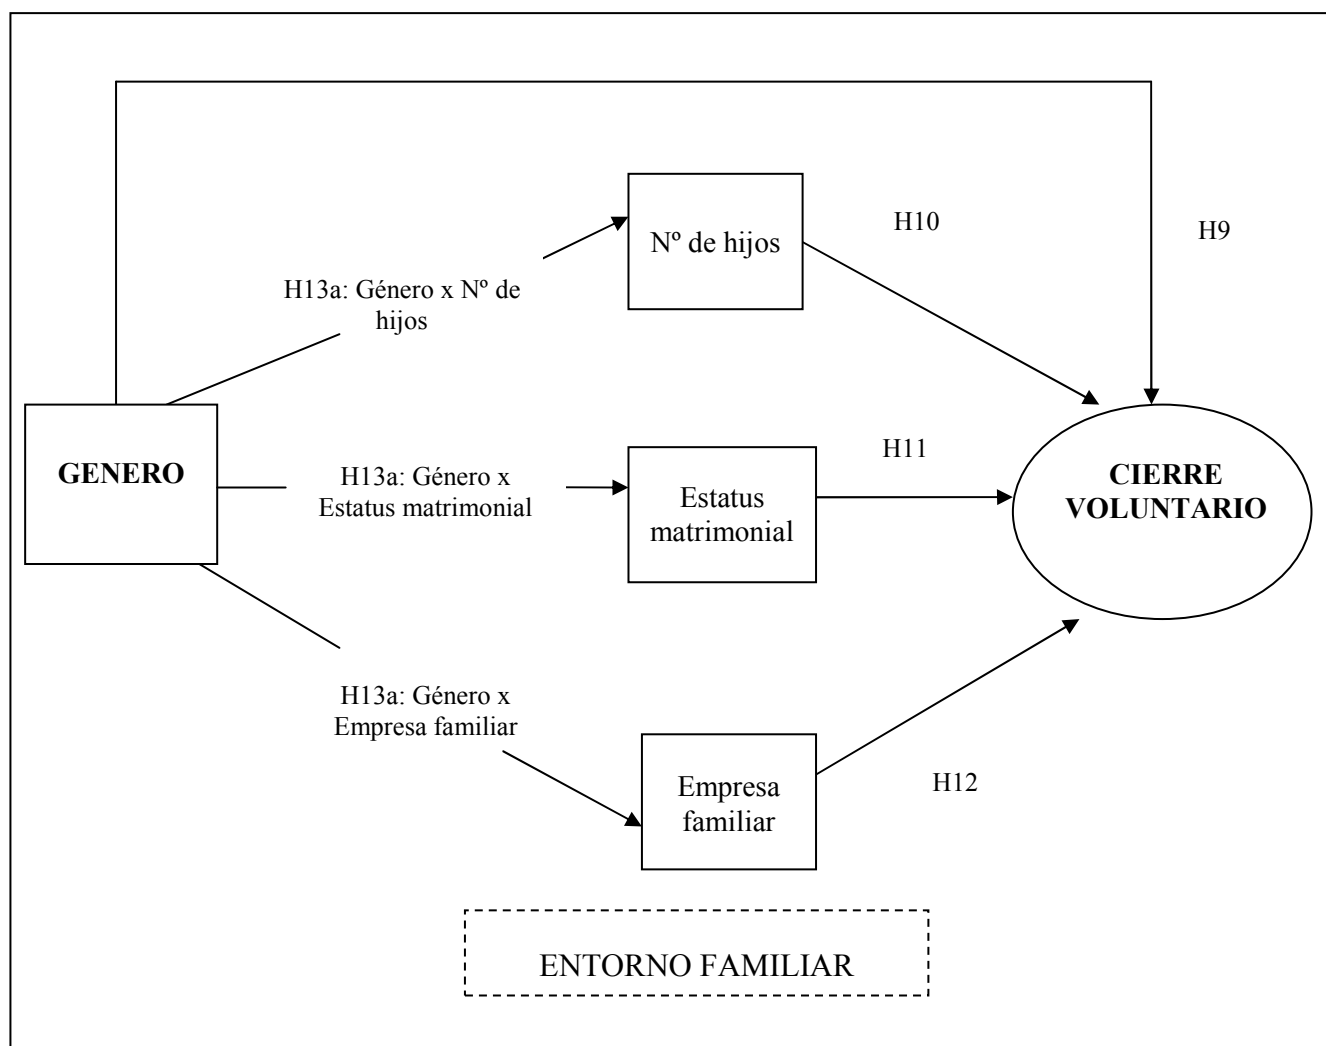 Nº de hijos
H10
H9
H13a: Género x Nº de
hijos
GENERO
H13a: Género x
Estatus matrimonial
Estatus
matrimonial
H11
CIERRE
VOLUNTARIO
H13a: Género x
Empresa familiar
Empresa
familiar
H12
ENTORNO FAMILIAR